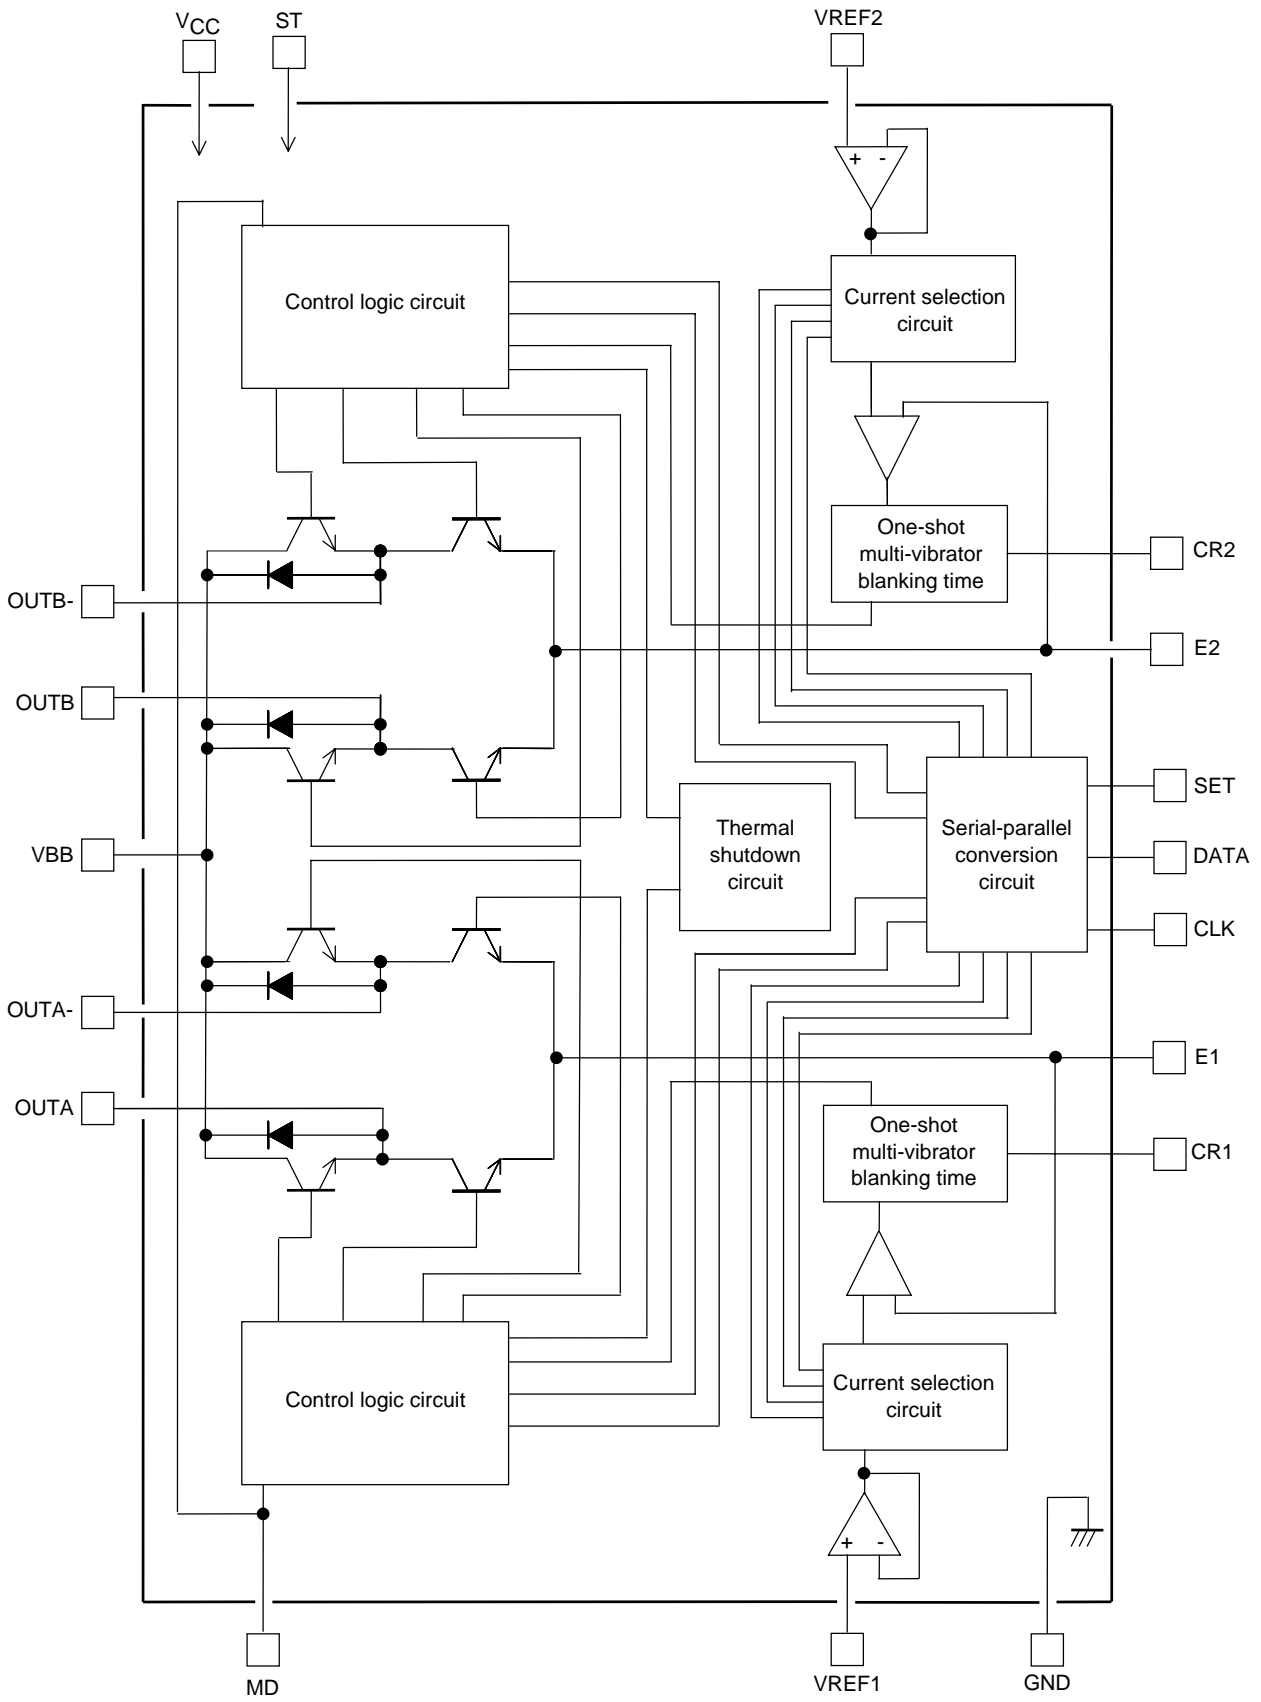 VCC
ST
VREF2
+ -
Control logic circuit
Current selection
circuit
One-shot
multi-vibrator
blanking time
CR2
OUTB-
E2
OUTB
SET
Thermal
shutdown
circuit
Serial-parallel
conversion
circuit
VBB
DATA
CLK
OUTA-
E1
OUTA
One-shot
multi-vibrator
blanking time
CR1
Control logic circuit
Current selection
circuit
+ -
MD
VREF1
GND